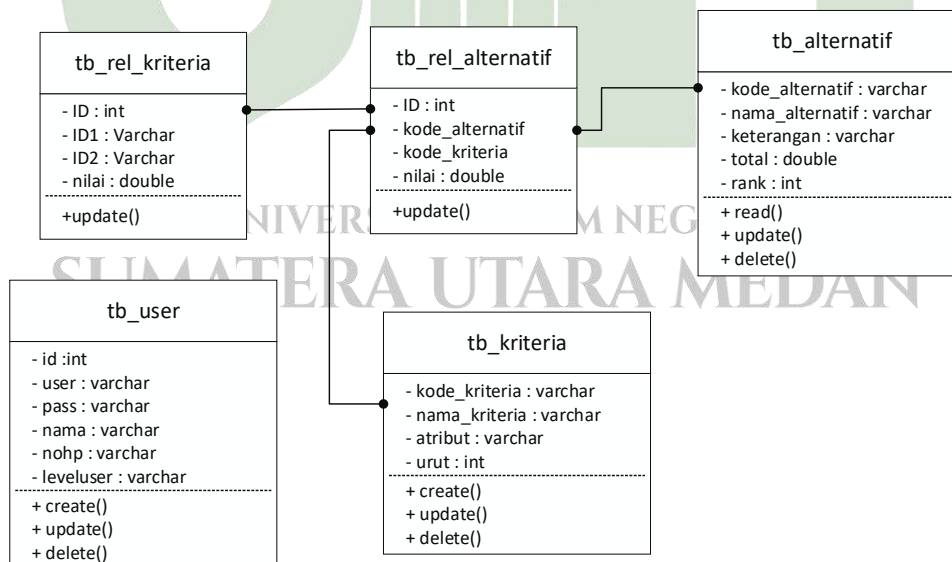 tb_rel_kriteria
- ID : int
- ID1 : Varchar
- ID2 : Varchar
- nilai : double
+update()
tb_rel_alternatif
- ID : int
- kode_alternatif
- kode_kriteria
- nilai : double
+update()
tb_alternatif
- kode_alternatif : varchar
- nama_alternatif : varchar
- keterangan : varchar
- total : double
- rank : int
+ read()
+ update()
+ delete()
SUMATERA UTARA MEDAN
tb_user
- id :int
- user : varchar
- pass : varchar
- nama : varchar
- nohp : varchar
- leveluser : varchar
+ create()
+ update()
+ delete()
tb_kriteria
- kode_kriteria : varchar
- nama_kriteria : varchar
- atribut : varchar
- urut : int
+ create()
+ update()
+ delete()